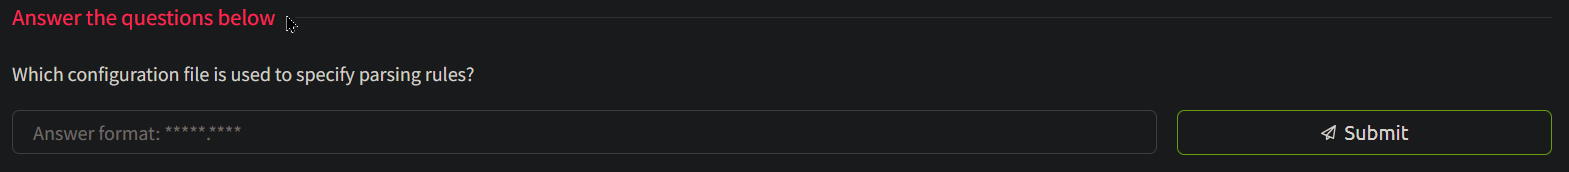 Answer the questions below
Which configuration file is used to specify parsing rules?
Answer format: *****.****
Submit